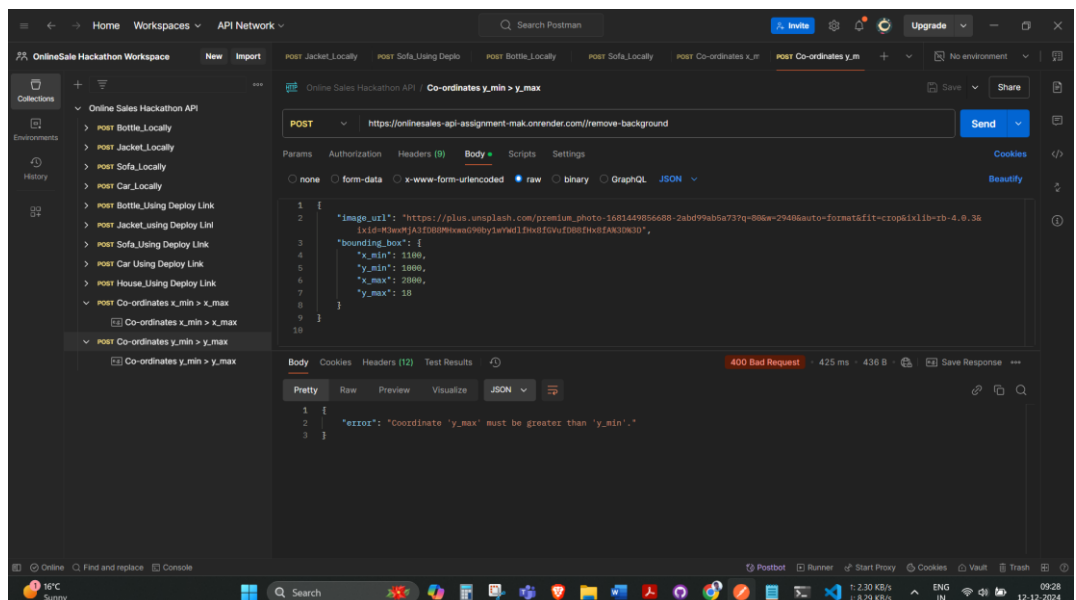 Home Workspaces API Network
Search Postman
Invite
Upgrade
OnlineSale Hackathon Workspace New Import
POST Jacket_Locally POST Sofa_Using Deplo POST Bottle_Locally POST Sofa_Locally POST Co-ordinates x_m POST Co-ordinates y_m No environment
Collections
Environments
History
Online Sales Hackathon API
POST Bottle_Locally
POST Jacket_Locally
POST Sofa_Locally
POST Car_Locally
POST Bottle_Using Deploy Link
POST Jacket_using Deploy Linl
POST Sofa_Using Deploy LInk
POST Car Using Deploy Link
POST House_Using Deploy Link
POST Co-ordinates x_min > x_max
Co-ordinates x_min > x_max
POST Co-ordinates y_min > y_max
Co-ordinates y_min > y_max
HTTP Online Sales Hackathon API / Co-ordinates y_min > y_max
Save Share
POST https://onlinesales-api-assignment-mak.onrender.com//remove-background Send
Params Authorization Headers (9) Body Scripts Settings Cookies
none form-data x-www-form-urlencoded raw binary GraphQL JSON Beautify
1 {
2 "image_url": "https://plus.unsplash.com/premium_photo-1681449856688-2abd99ab5a73?q=80&w=2940&auto=format&fit=crop&ixlib=rb-4.0.3&
3 "bounding_box": {
4 "x_min": 1100,
5 "y_min": 1000,
6 "x_max": 2800,
7 "y_max": 18
8 }
9 }
10
Body Cookies Headers (12) Test Results 400 Bad Request 425 ms 436 B Save Response
Pretty Raw Preview Visualize JSON
1 {
2 "error": "Coordinate 'y_max' must be greater than 'y_min'."
3 }
Online Find and replace Console Postbot Runner Start Proxy Cookies Vault Trash
1
16°C
Sunny
Search
t: 2.30 KB/s
8.29 KB/s
ENG
IN
09:28
12-12-2024